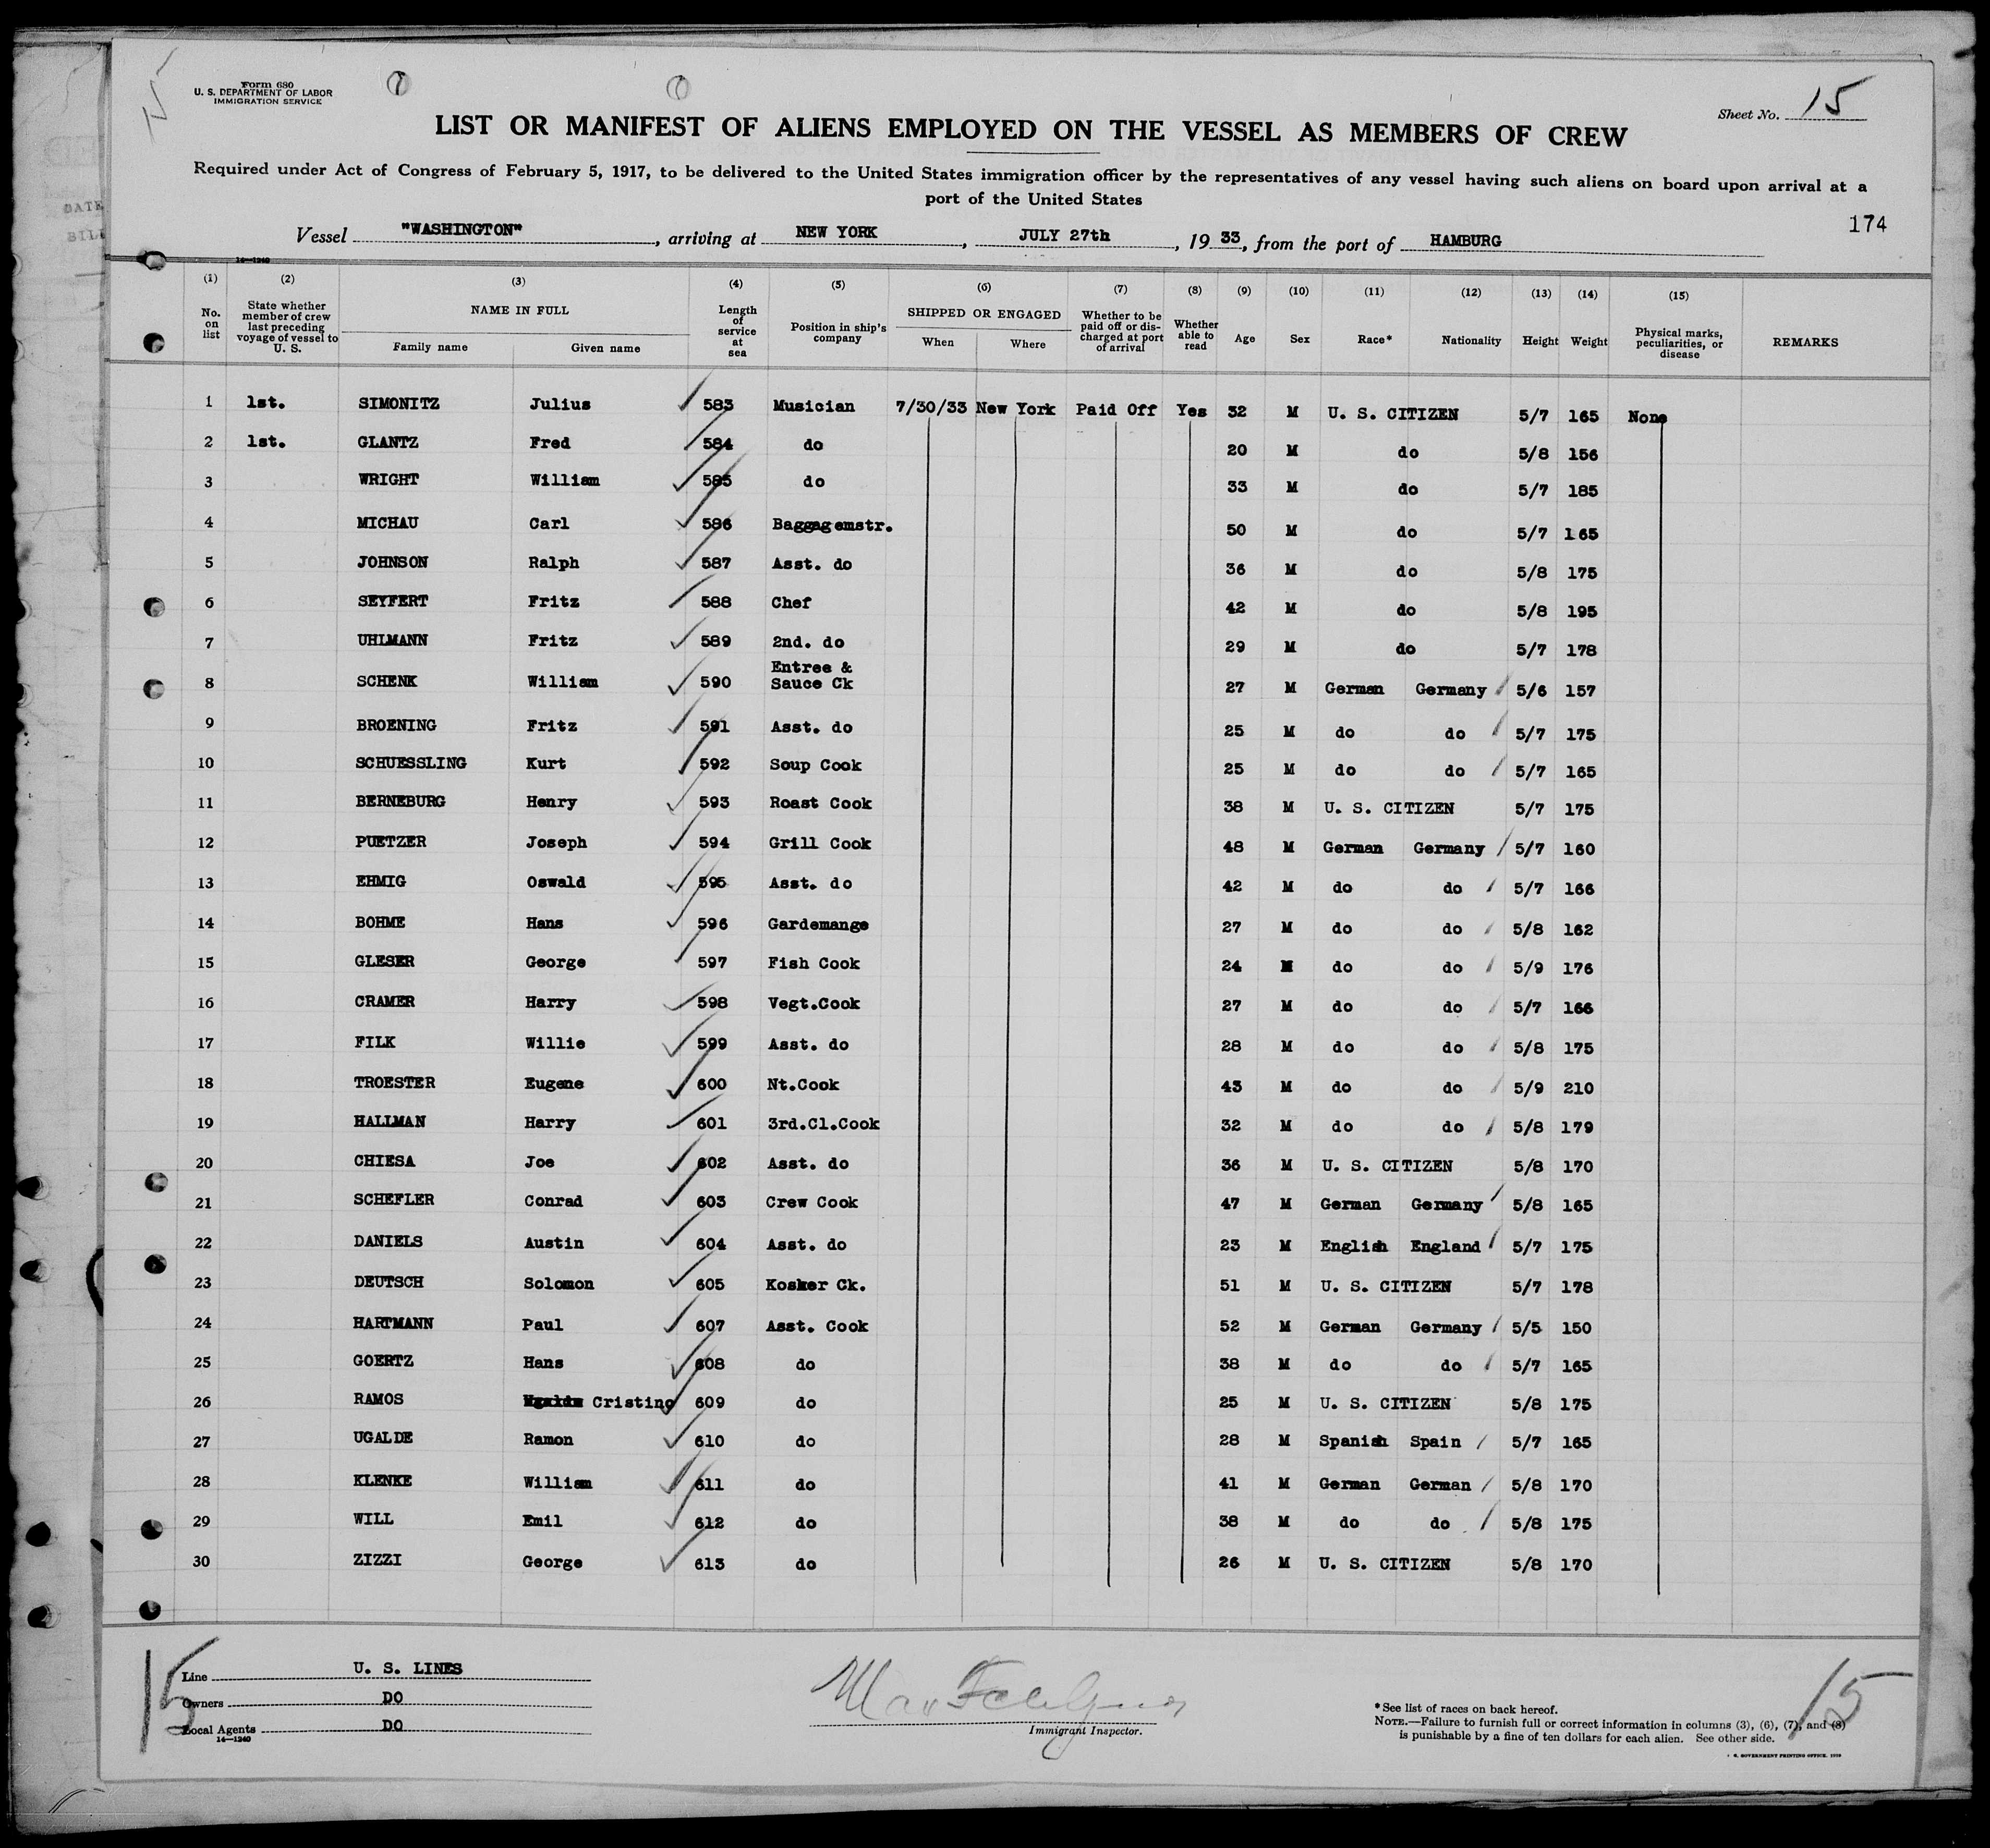 15
Form 680
U. S. DEPARTMENT OF LABOR
IMMIGRATION SERVICE
Sheet No. 15
LIST OR MANIFEST OF ALIENS EMPLOYED ON THE VESSEL AS MEMBERS OF CREW
Required under Act of Congress of February 5, 1917, to be delivered to the United States immigration officer by the representatives of any vessel having such aliens on board upon arrival at a
port of the United States
174
Vessel "WASHINGTON", arriving at NEW YORK, JULY 27th, 1933, from the port of HAMBURG
14—1240
(1) (2) (3) (4) (5) (6) (7) (8) (9) (10) (11) (12) (13) (14) (15)
No. on list State whether member of crew last preceding voyage of vessel to U. S. NAME IN FULL Family name Given name Length of service at sea Position in ship's company SHIPPED OR ENGAGED When Where Whether to be paid off or discharged at port of arrival Whether able to read Age Sex Race* Nationality Height Weight Physical marks, peculiarities, or disease REMARKS
1 1st. SIMONITZ Julius 583 Musician 7/30/33 New York Paid Off Yes 32 M U. S. CITIZEN 5/7 165 None
2 1st. GLANTZ Fred 584 do 20 M do 5/8 156
3 WRIGHT William 585 do 33 M do 5/7 185
4 MICHAU Carl 586 Baggagemstr. 50 M do 5/7 165
5 JOHNSON Ralph 587 Asst. do 36 M do 5/8 175
6 SEYFERT Fritz 588 Chef 42 M do 5/8 195
7 UHLMANN Fritz 589 2nd. do 29 M do 5/7 178
8 SCHENK William 590 Entree & Sauce Ck 27 M German Germany 5/6 157
9 BROENING Fritz 591 Asst. do 25 M do do 5/7 175
10 SCHUESSLING Kurt 592 Soup Cook 25 M do do 5/7 165
11 BERNEBURG Henry 593 Roast Cook 38 M U. S. CITIZEN 5/7 175
12 PUETZER Joseph 594 Grill Cook 48 M German Germany 5/7 160
13 EHMIG Oswald 595 Asst. do 42 M do do 5/7 166
14 BOHME Hans 596 Gardemange 27 M do do 5/8 162
15 GLESER George 597 Fish Cook 24 M do do 5/9 176
16 CRAMER Harry 598 Vegt.Cook 27 M do do 5/7 166
17 FILK Willie 599 Asst. do 28 M do do 5/8 175
18 TROESTER Eugene 600 Nt.Cook 43 M do do 5/9 210
19 HALLMAN Harry 601 3rd.Cl.Cook 32 M do do 5/8 179
20 CHIESA Joe 602 Asst. do 36 M U. S. CITIZEN 5/8 170
21 SCHEFLER Conrad 603 Crew Cook 47 M German Germany 5/8 165
22 DANIELS Austin 604 Asst. do 23 M English England 5/7 175
23 DEUTSCH Solomon 605 Kosker Ck. 51 M U. S. CITIZEN 5/7 178
24 HARTMANN Paul 607 Asst. Cook 52 M German Germany 5/5 150
25 GOERTZ Hans 608 do 38 M do do 5/7 165
26 RAMOS Cristino 609 do 25 M U. S. CITIZEN 5/8 175
27 UGALDE Ramon 610 do 28 M Spanish Spain 5/7 165
28 KLENKE William 611 do 41 M German German 5/8 170
29 WILL Emil 612 do 38 M do do 5/8 175
30 ZIZZI George 613 do 26 M U. S. CITIZEN 5/8 170
15
Line U. S. LINES
Owners DO
Local Agents DO
14—1240
Immigrant Inspector.
15
*See list of races on back hereof.
NOTE.—Failure to furnish full or correct information in columns (3), (6), (7), and (8)
is punishable by a fine of ten dollars for each alien. See other side.